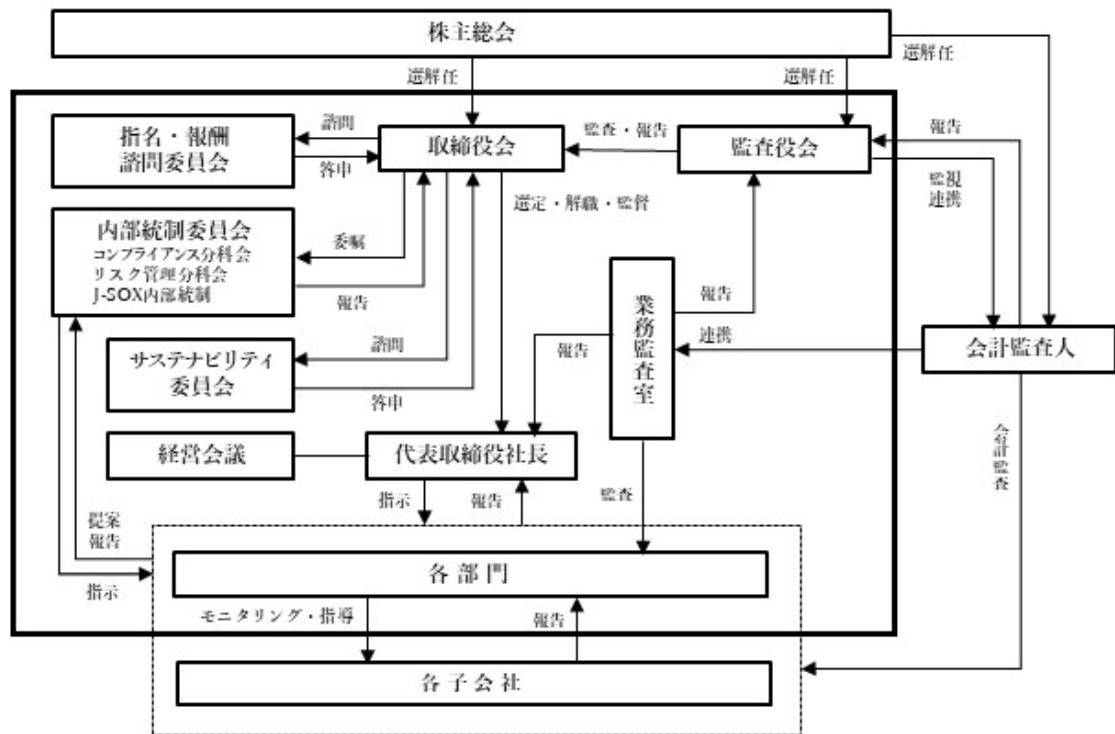 株主総会
選解任
選解任
選解任
指名・報酬
諮問委員会
諮問
答申
取締役会
監査・報告
監査役会
報告
監視
連携
選定・解職・監督
内部統制委員会
コンプライアンス分科会
リスク管理分科会
J-SOX内部統制
委嘱
報告
業務監査室
報告
報告
連携
会計監査人
サステナビリティ
委員会
諮問
答申
経営会議
代表取締役社長
指示
報告
監査
会計監査
提案
報告
指示
各部門
モニタリング・指導
報告
各子会社